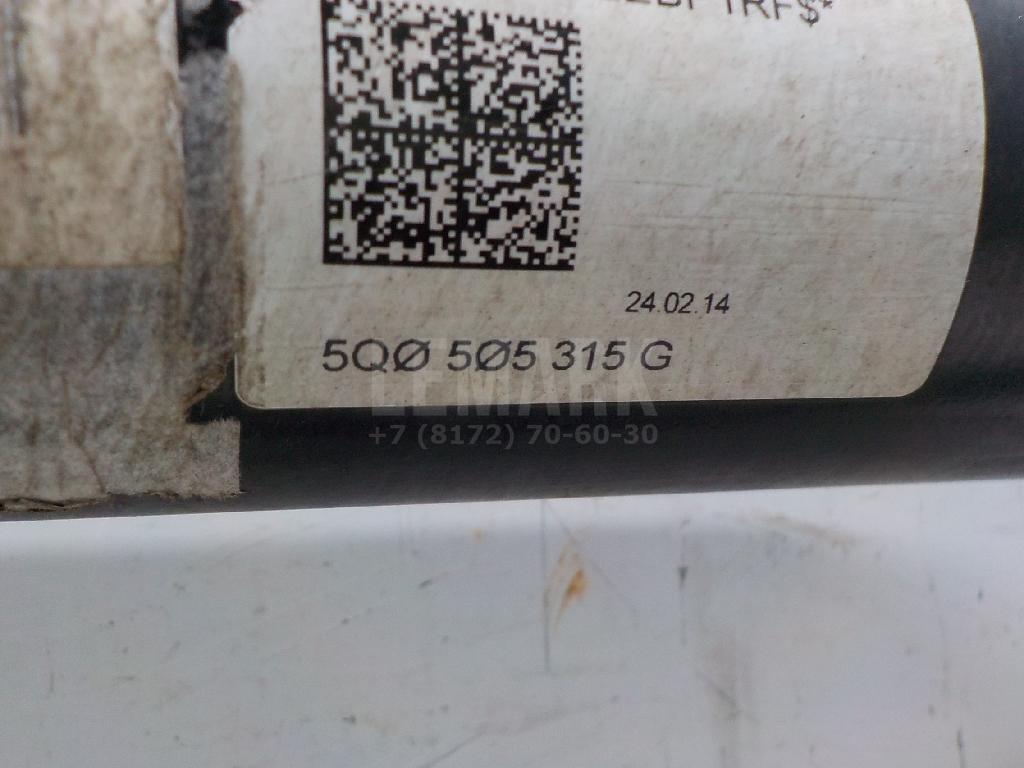 24.02.14
5QØ 5Ø5 315 G
LEMARK
+7 (8172) 70-60-30